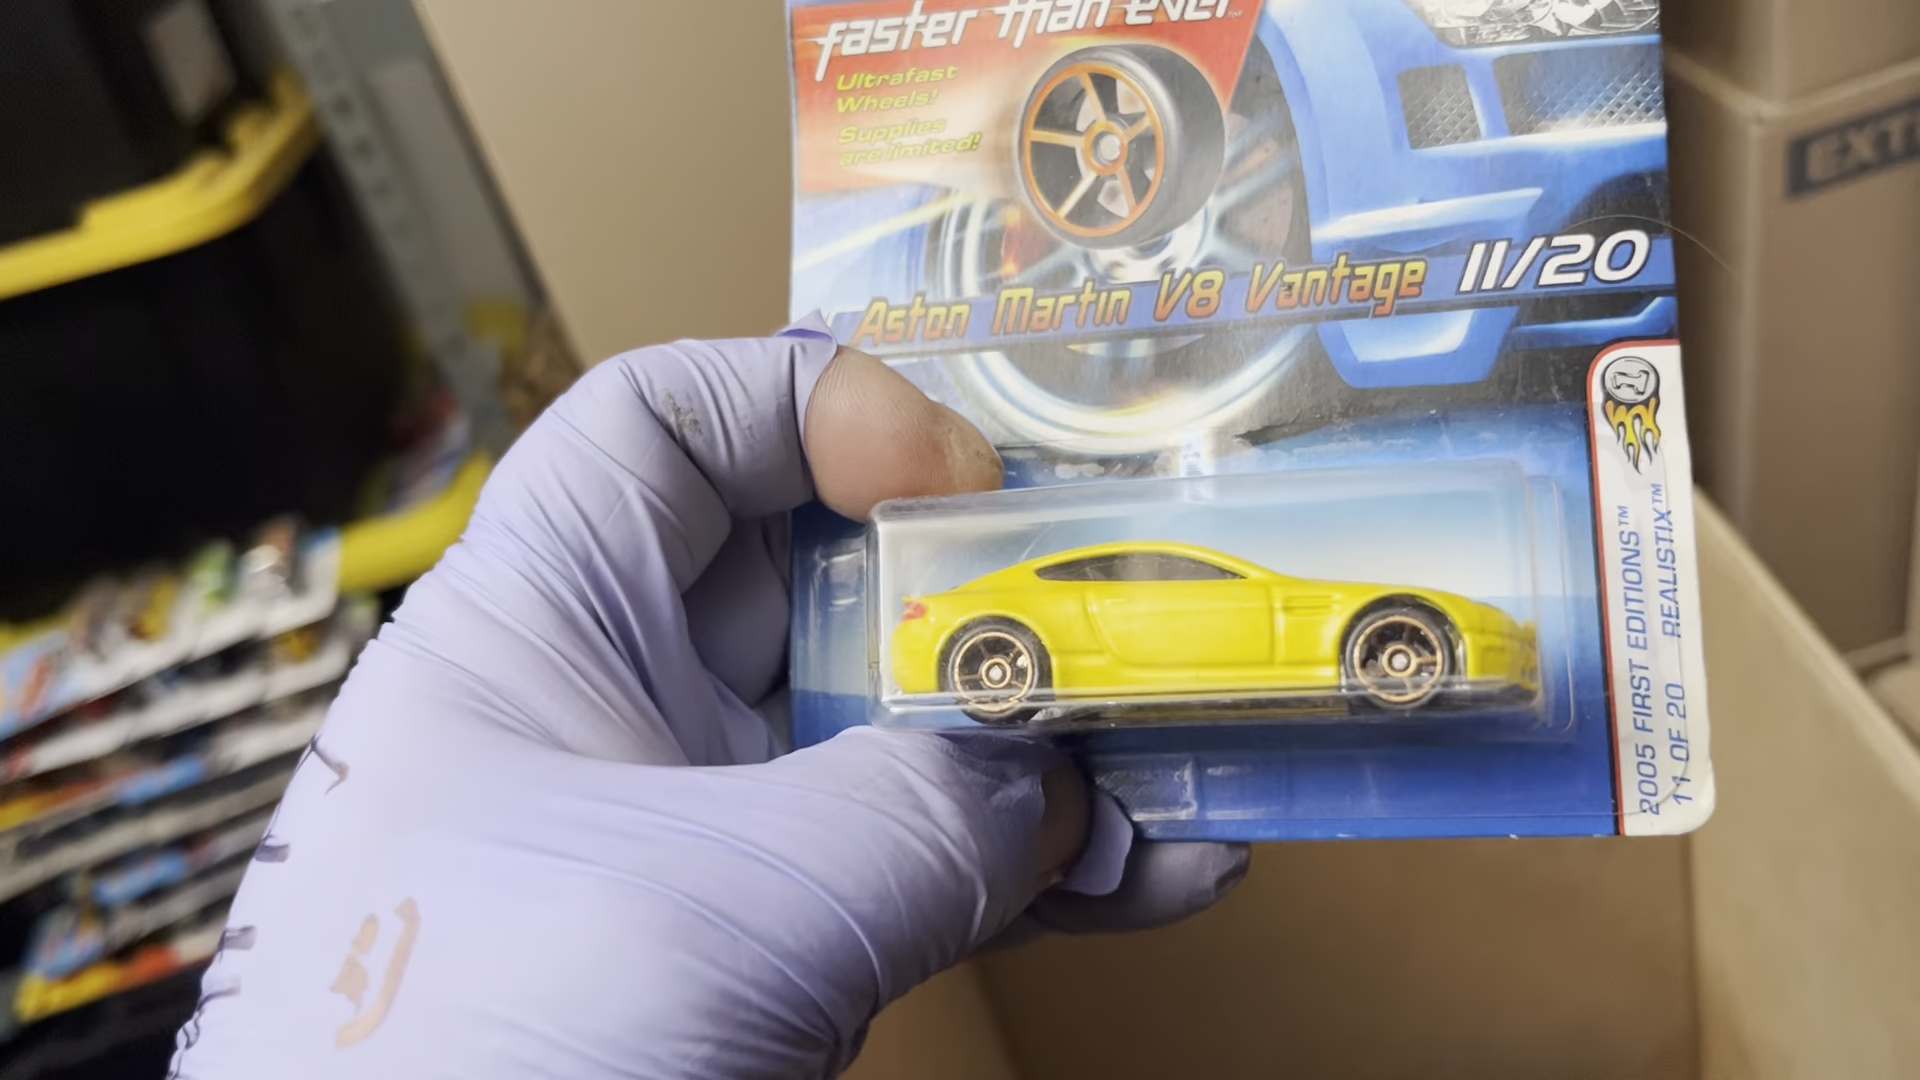 faster than ever
Ultrafast
Wheels!
Supplies
are limited!
Aston Martin V8 Vantage 11/20
2005 FIRST EDITIONS™
11 OF 20 REALISTIX™